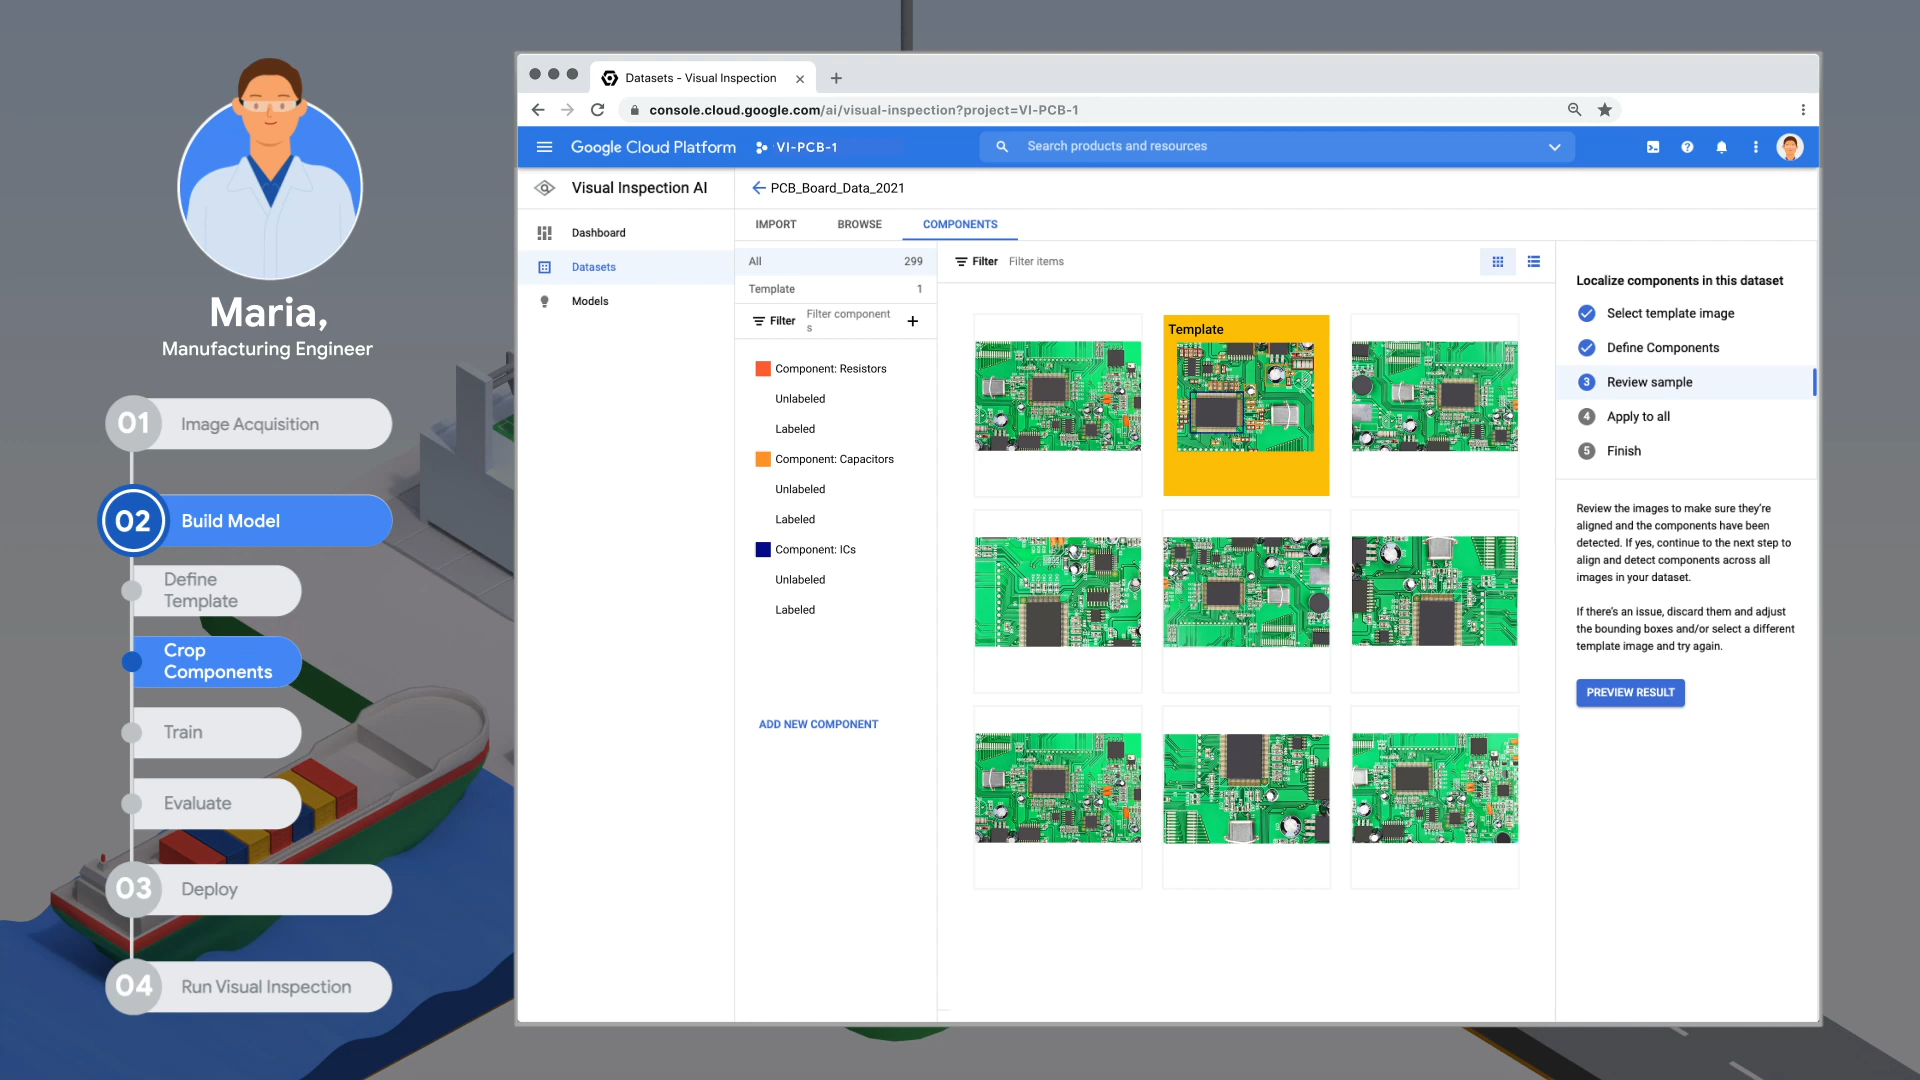 Maria,
Manufacturing Engineer
01 Image Acquisition
02 Build Model
Define
Template
Crop
Components
Train
Evaluate
03 Deploy
04 Run Visual Inspection
Datasets - Visual Inspection
console.cloud.google.com/ai/visual-inspection?project=VI-PCB-1
Google Cloud Platform
VI-PCB-1
Search products and resources
Visual Inspection AI
Dashboard
Datasets
Models
PCB_Board_Data_2021
IMPORT
BROWSE
COMPONENTS
All 299
Template 1
Filter
Filter component
s
Component: Resistors
Unlabeled
Labeled
Component: Capacitors
Unlabeled
Labeled
Component: ICs
Unlabeled
Labeled
ADD NEW COMPONENT
Filter Filter items
Template
Localize components in this dataset
Select template image
Define Components
3 Review sample
4 Apply to all
5 Finish
Review the images to make sure they're
aligned and the components have been
detected. If yes, continue to the next step to
align and detect components across all
images in your dataset.
If there's an issue, discard them and adjust
the bounding boxes and/or select a different
template image and try again.
PREVIEW RESULT